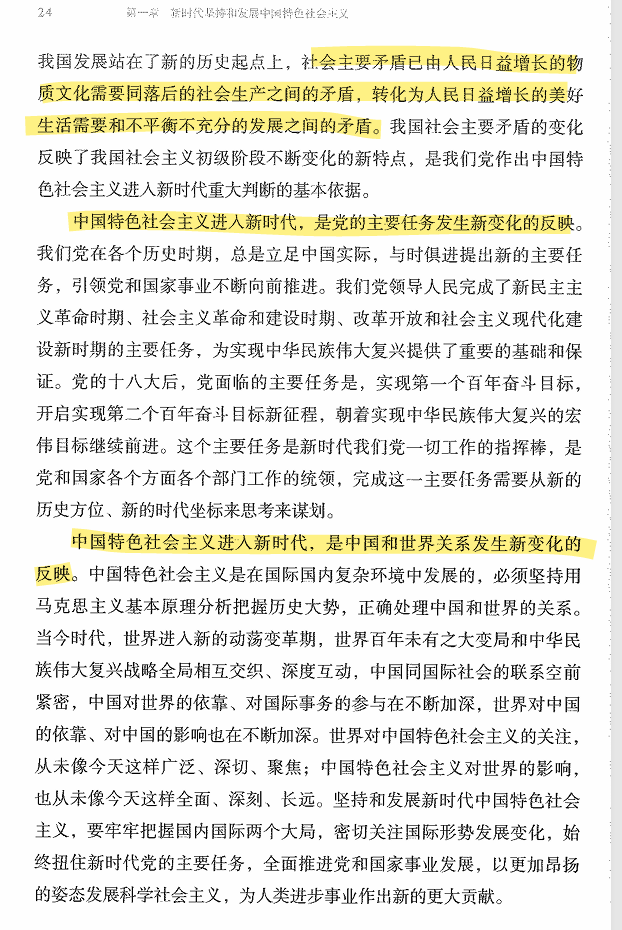 24 第一章 新时代坚持和发展中国特色社会主义
我国发展站在了新的历史起点上，社会主要矛盾已由人民日益增长的物
质文化需要同落后的社会生产之间的矛盾，转化为人民日益增长的美好
生活需要和不平衡不充分的发展之间的矛盾。我国社会主要矛盾的变化
反映了我国社会主义初级阶段不断变化的新特点，是我们党作出中国特
色社会主义进入新时代重大判断的基本依据。
中国特色社会主义进入新时代，是党的主要任务发生新变化的反映。
我们党在各个历史时期，总是立足中国实际，与时俱进提出新的主要任
务，引领党和国家事业不断向前推进。我们党领导人民完成了新民主主
义革命时期、社会主义革命和建设时期、改革开放和社会主义现代化建
设新时期的主要任务，为实现中华民族伟大复兴提供了重要的基础和保
证。党的十八大后，党面临的主要任务是，实现第一个百年奋斗目标，
开启实现第二个百年奋斗目标新征程，朝着实现中华民族伟大复兴的宏
伟目标继续前进。这个主要任务是新时代我们党一切工作的指挥棒，是
党和国家各个方面各个部门工作的统领，完成这一主要任务需要从新的
历史方位、新的时代坐标来思考来谋划。
中国特色社会主义进入新时代，是中国和世界关系发生新变化的
反映。中国特色社会主义是在国际国内复杂环境中发展的，必须坚持用
马克思主义基本原理分析把握历史大势，正确处理中国和世界的关系。
当今时代，世界进入新的动荡变革期，世界百年未有之大变局和中华民
族伟大复兴战略全局相互交织、深度互动，中国同国际社会的联系空前
紧密，中国对世界的依靠、对国际事务的参与在不断加深，世界对中国
的依靠、对中国的影响也在不断加深。世界对中国特色社会主义的关注，
从未像今天这样广泛、深切、聚焦；中国特色社会主义对世界的影响，
也从未像今天这样全面、深刻、长远。坚持和发展新时代中国特色社会
主义，要牢牢把握国内国际两个大局，密切关注国际形势发展变化，始
终扭住新时代党的主要任务，全面推进党和国家事业发展，以更加昂扬
的姿态发展科学社会主义，为人类进步事业作出新的更大贡献。